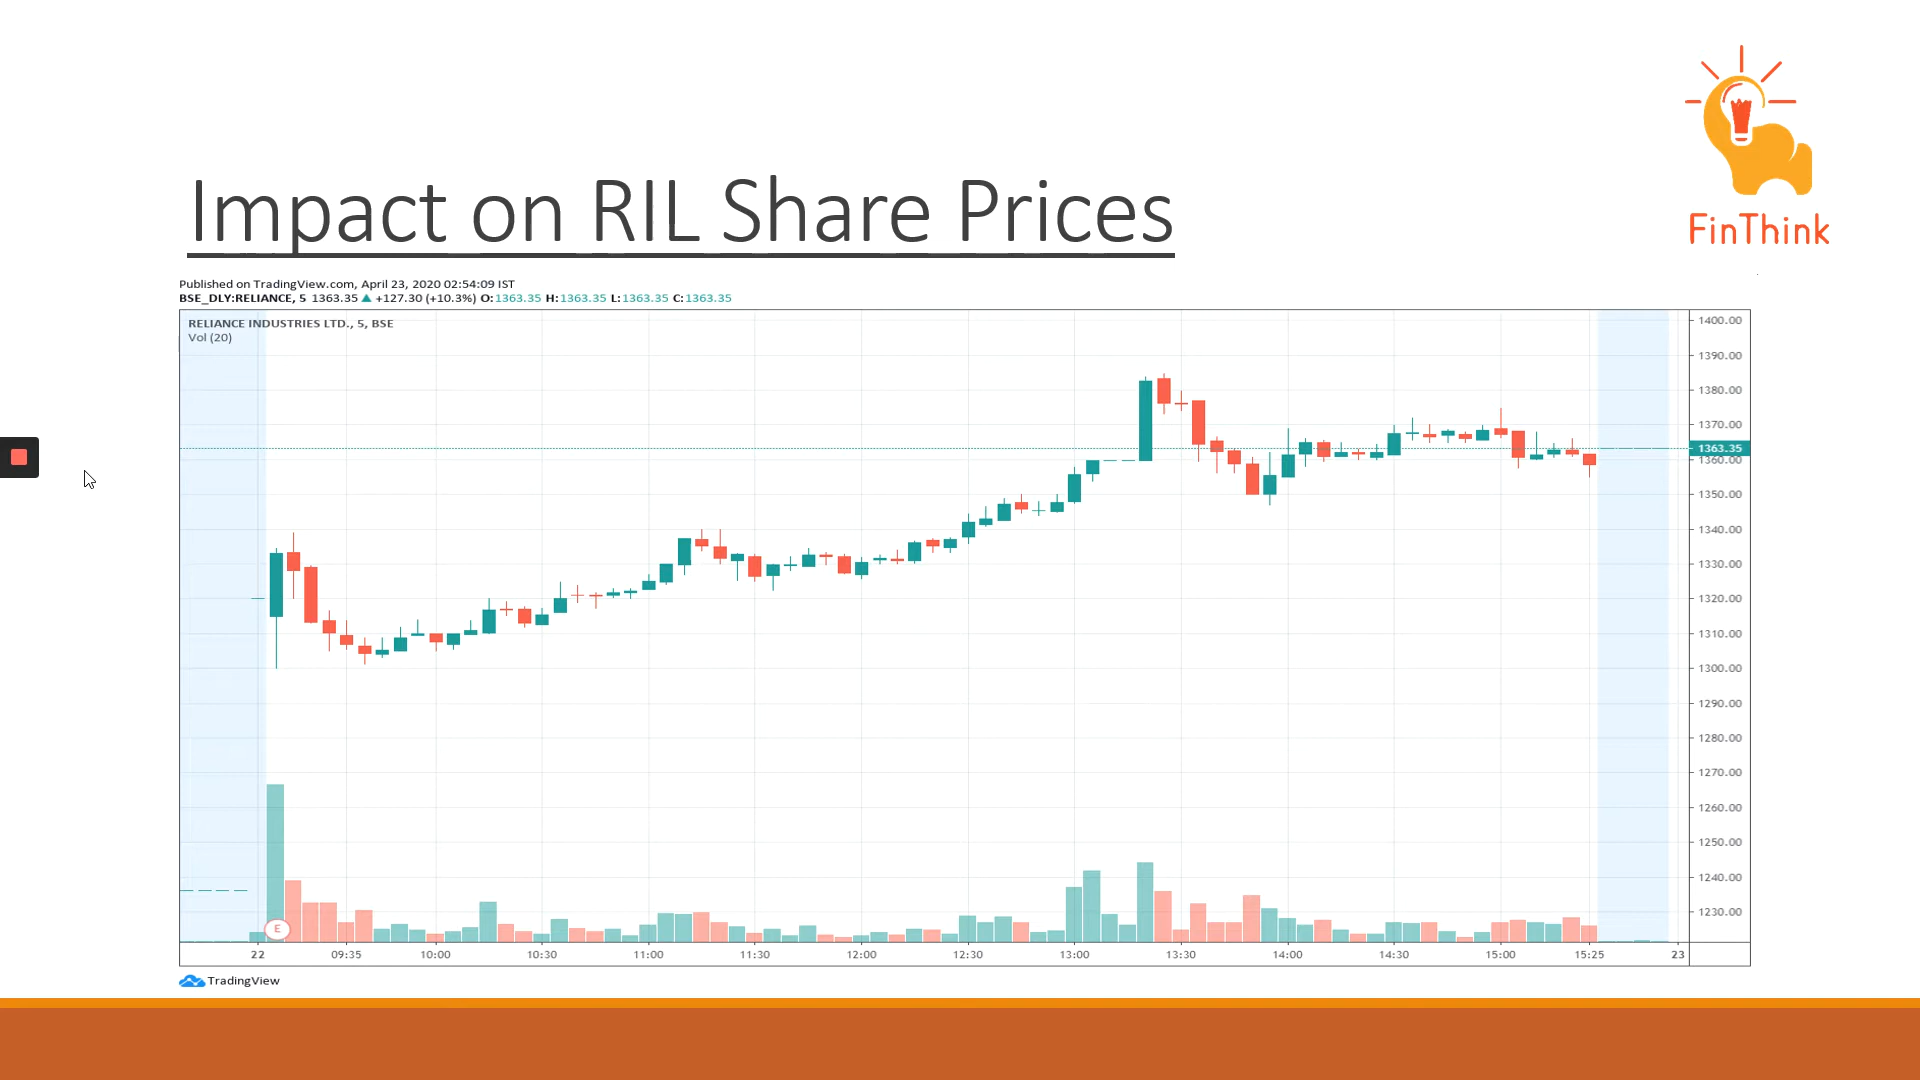 Impact on RIL Share Prices
FinThink
Published on TradingView.com, April 23, 2020 02:54:09 IST
BSE_DLY:RELIANCE, 5 1363.35 ▲ +127.30 (+10.3%) O:1363.35 H:1363.35 L:1363.35 C:1363.35
RELIANCE INDUSTRIES LTD., 5, BSE
Vol (20)
1400.00
1390.00
1380.00
1370.00
1363.35
1360.00
1350.00
1340.00
1330.00
1320.00
1310.00
1300.00
1290.00
1280.00
1270.00
1260.00
1250.00
1240.00
1230.00
E
22 09:35 10:00 10:30 11:00 11:30 12:00 12:30 13:00 13:30 14:00 14:30 15:00 15:25 23
TradingView